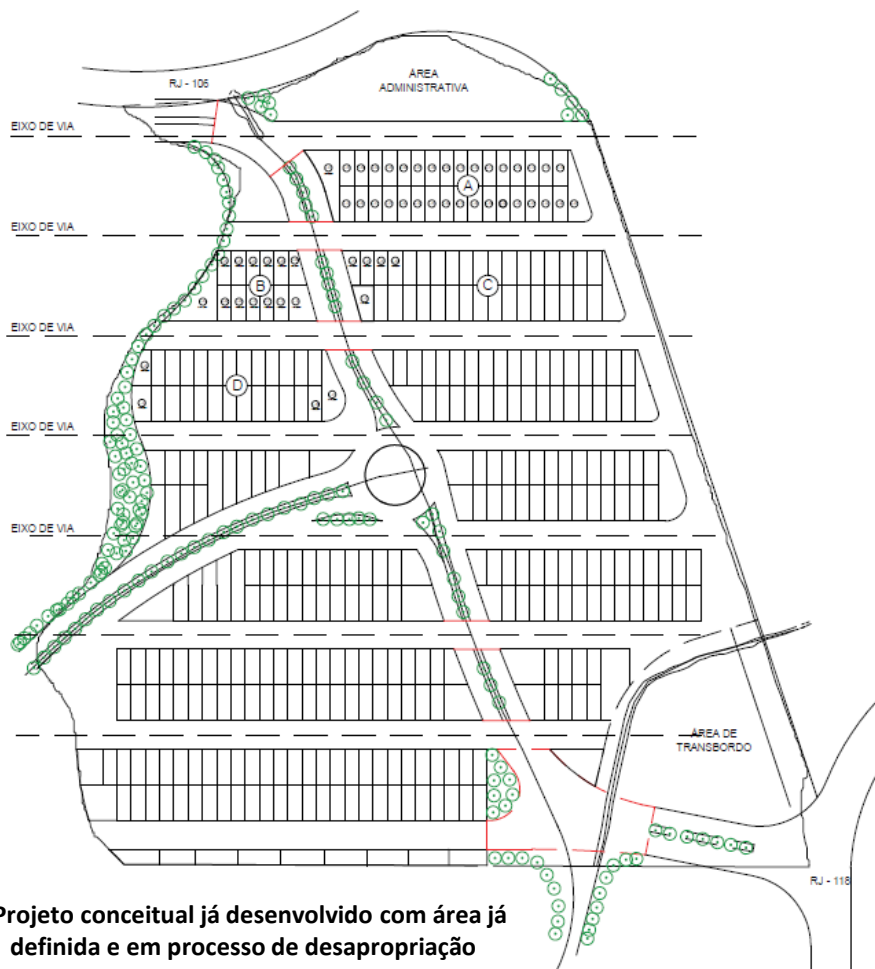 ÁREA
ADMINISTRATIVA
RJ - 106
EIXO DE VIA
A
EIXO DE VIA
B
C
EIXO DE VIA
D
EIXO DE VIA
EIXO DE VIA
ÁREA DE
TRANSBORDO
RJ - 118
Projeto conceitual já desenvolvido com área já
definida e em processo de desapropriação